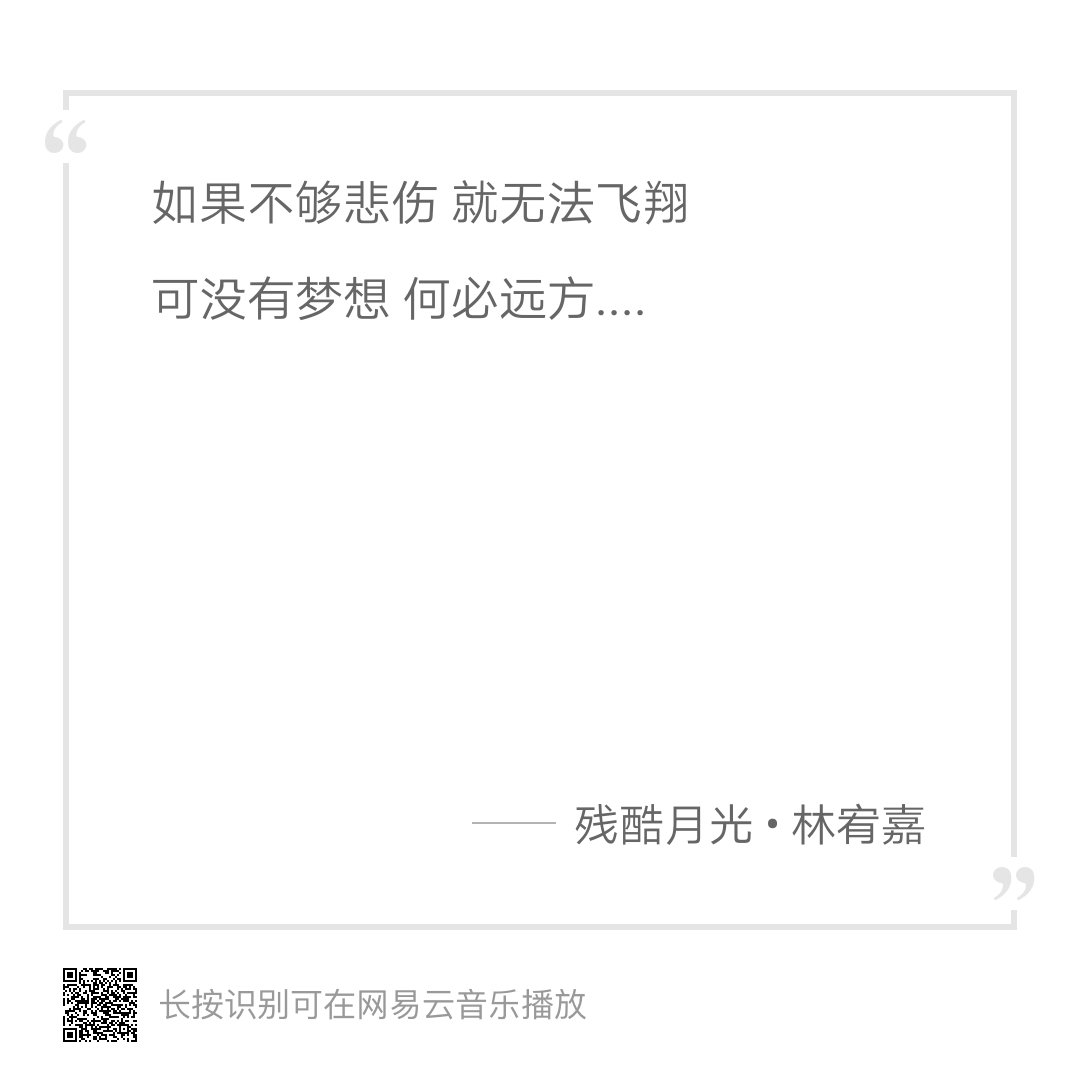 “
如果不够悲伤 就无法飞翔
可没有梦想 何必远方....
—— 残酷月光·林宥嘉
”
长按识别可在网易云音乐播放